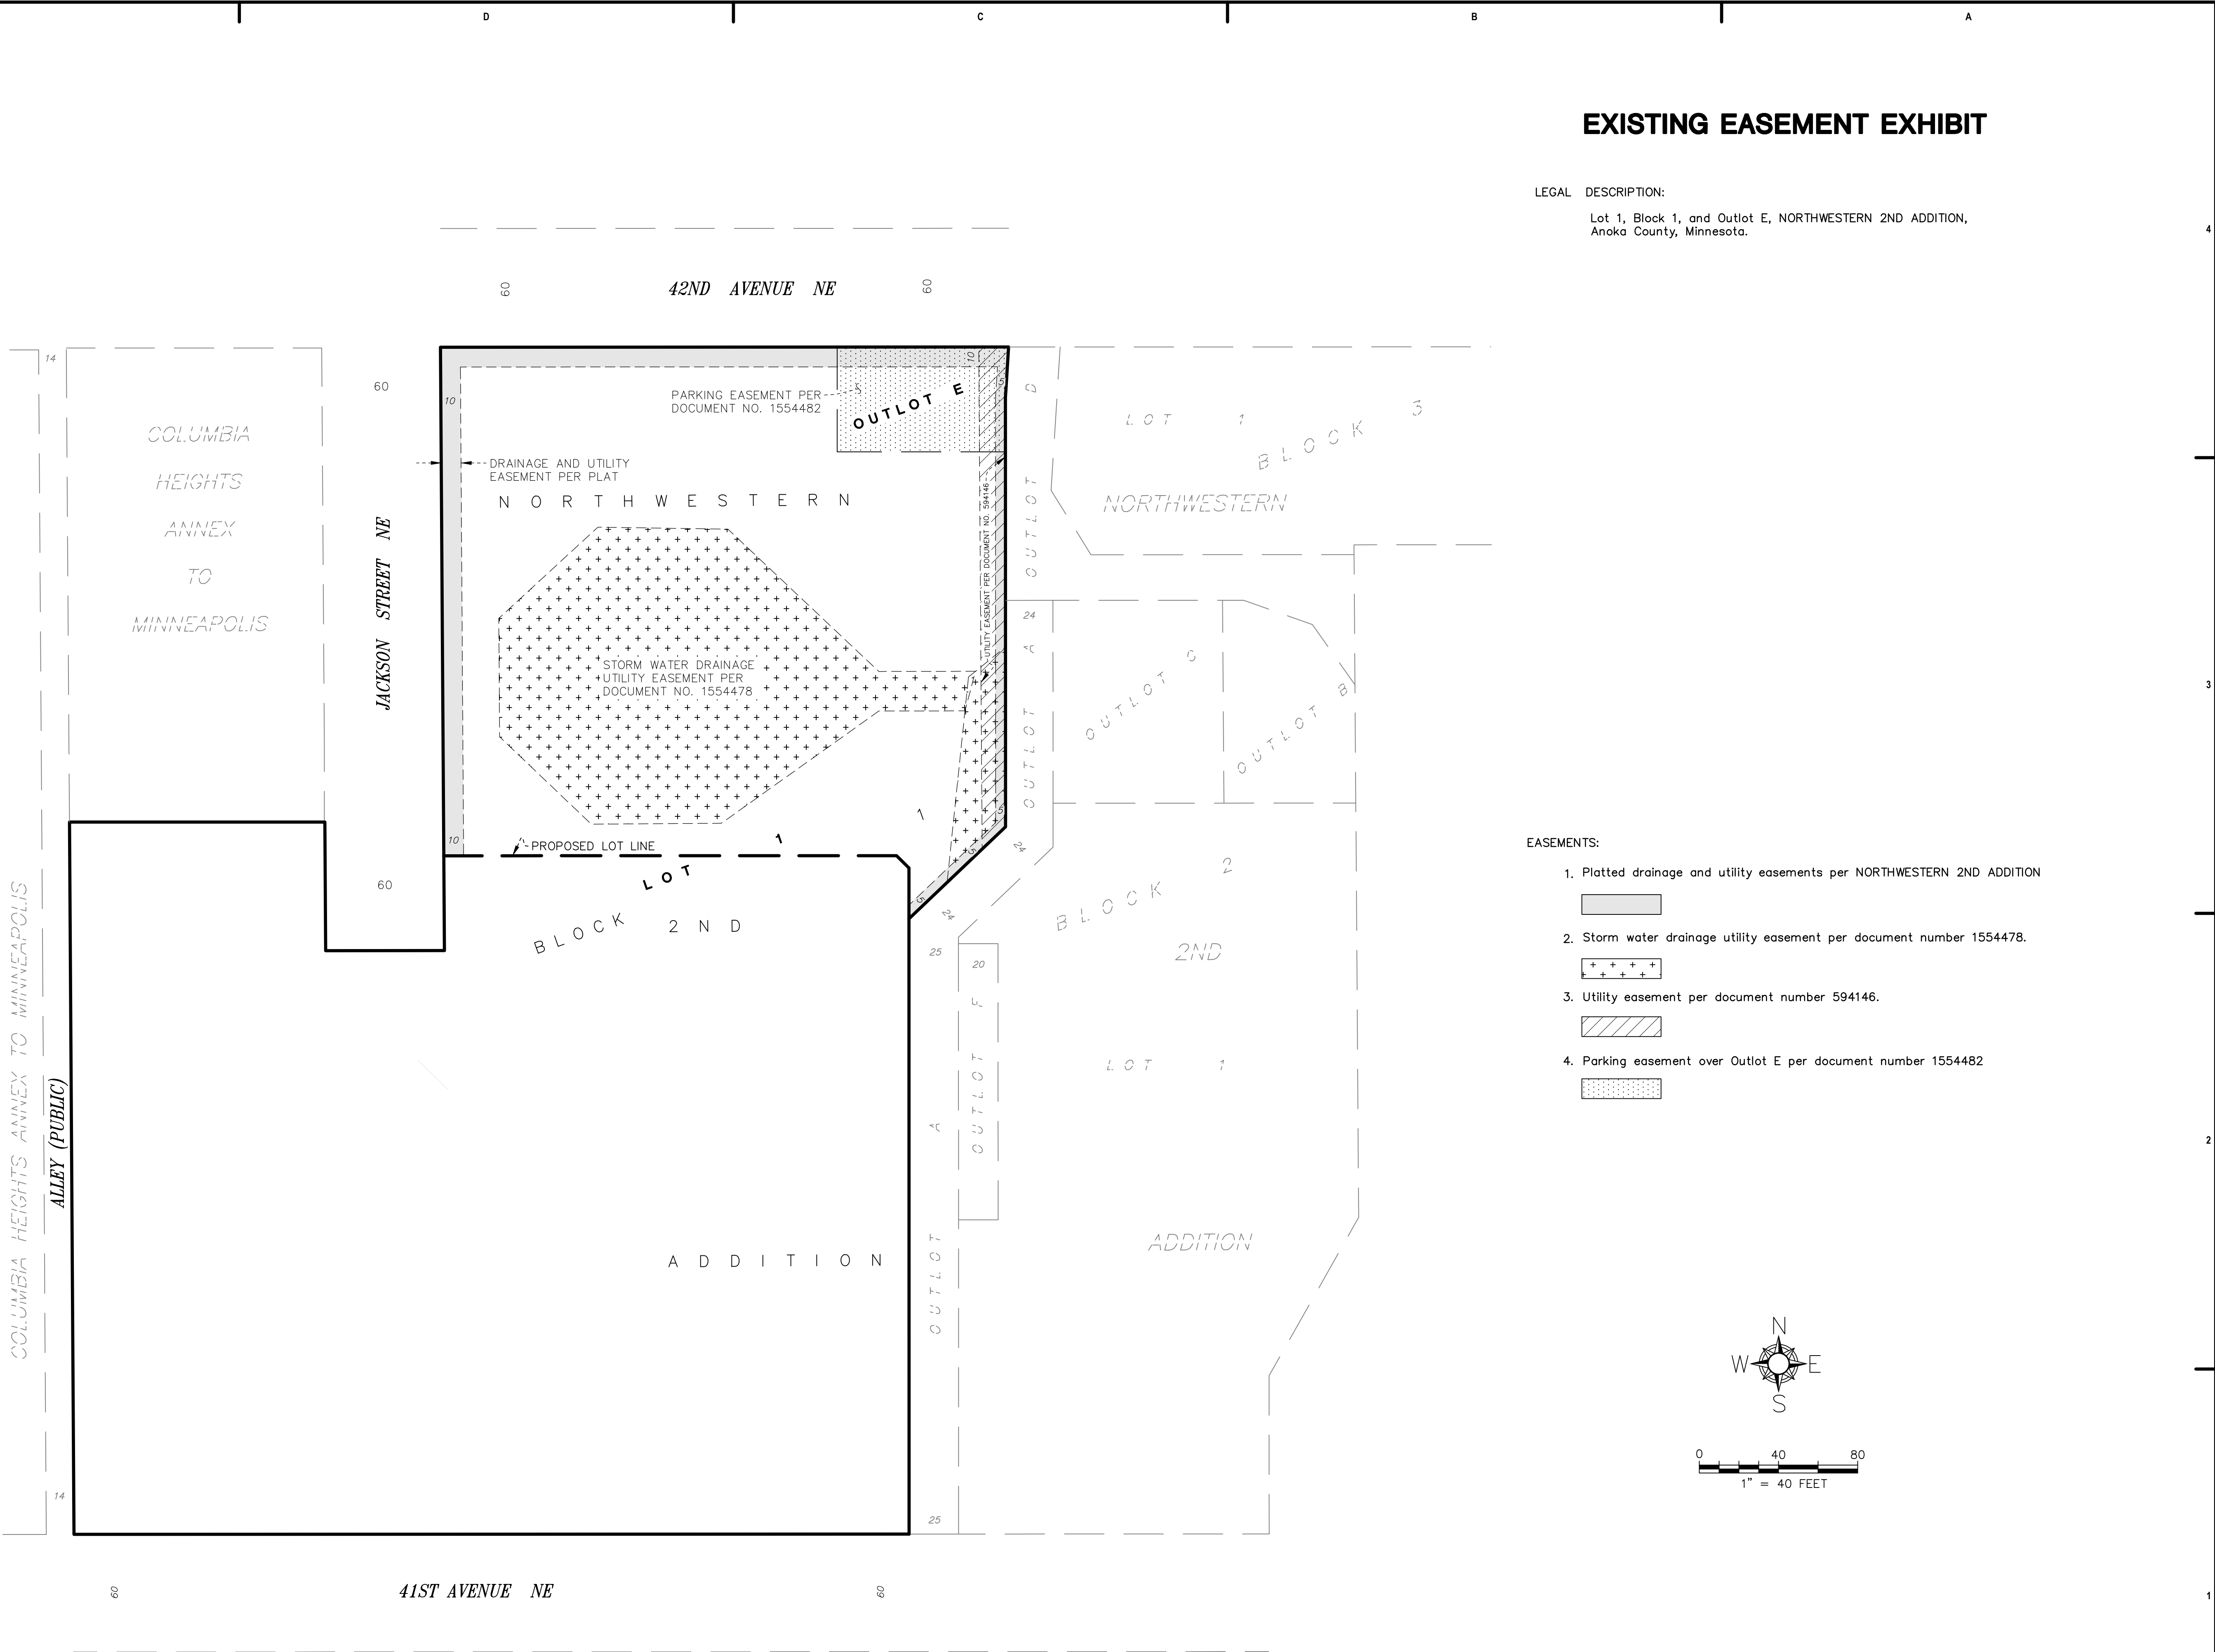 D
C
B
A
EXISTING EASEMENT EXHIBIT
LEGAL DESCRIPTION:
Lot 1, Block 1, and Outlot E, NORTHWESTERN 2ND ADDITION,
Anoka County, Minnesota.
4
60
42ND AVENUE NE
60
14
60
COLUMBIA
HEIGHTS
ANNEX
TO
MINNEAPOLIS
JACKSON STREET NE
10
10
5
PARKING EASEMENT PER
DOCUMENT NO. 1554482
OUTLOT E
DRAINAGE AND UTILITY
EASEMENT PER PLAT
NORTHWESTERN
UTILITY EASEMENT PER DOCUMENT NO. 594146
OUTLOT D
LOT 1
BLOCK 3
NORTHWESTERN
24
STORM WATER DRAINAGE
UTILITY EASEMENT PER
DOCUMENT NO. 1554478
OUTLOT A
OUTLOT C
OUTLOT B
3
10
PROPOSED LOT LINE
1
1
5
5
5
24
24
60
LOT
BLOCK
2ND
BLOCK 2
2ND
EASEMENTS:
1. Platted drainage and utility easements per NORTHWESTERN 2ND ADDITION
2. Storm water drainage utility easement per document number 1554478.
3. Utility easement per document number 594146.
4. Parking easement over Outlot E per document number 1554482
25
20
OUTLOT F
LOT 1
COLUMBIA HEIGHTS ANNEX TO MINNEAPOLIS
ALLEY (PUBLIC)
2
OUTLOT A
ADDITION
ADDITION
N
W E
S
0 40 80
1" = 40 FEET
14
25
60
41ST AVENUE NE
60
1